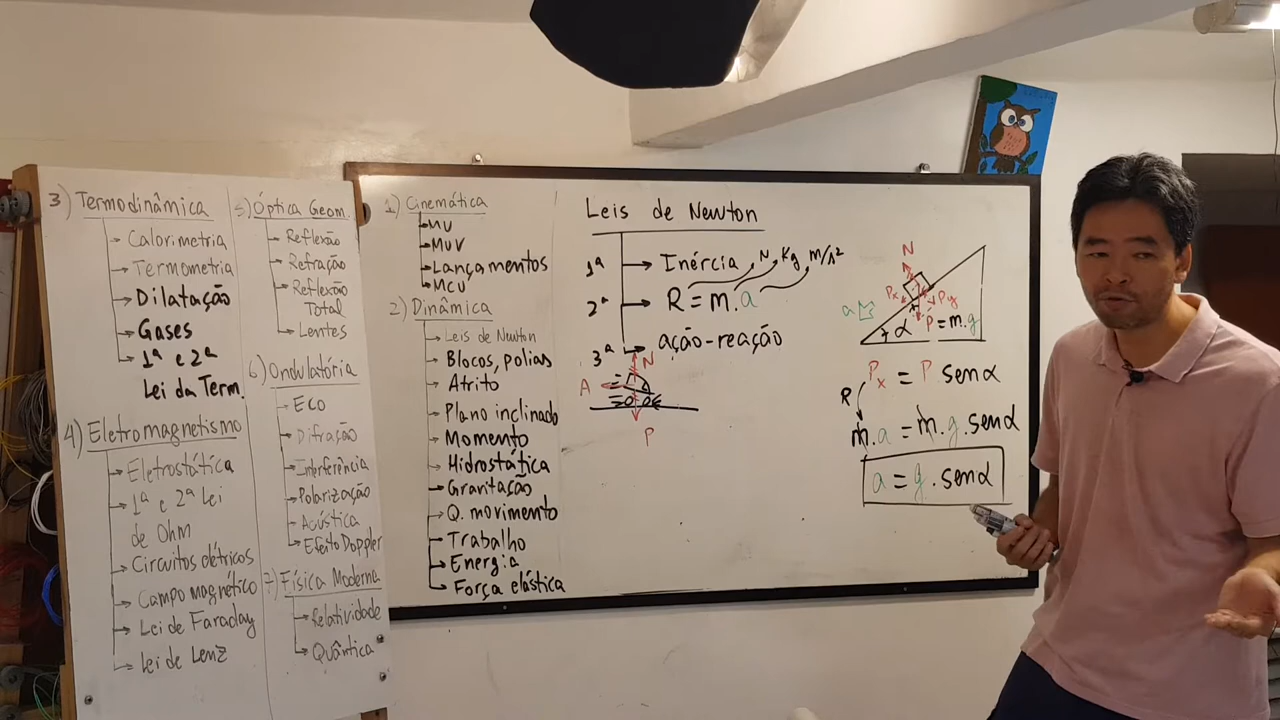 3) Termodinâmica
Calorimetria
Termometria
Dilatação
Gases
1ª e 2ª
Lei da Term.
4) Eletromagnetismo
Eletrostática
1ª e 2ª Lei
de Ohm
Circuitos elétricos
Campo magnético
Lei de Faraday
Lei de Lenz
5) Óptica Geom.
Reflexão
Refração
Reflexão
Total
Lentes
6) Ondulatória
Eco
Difração
Interferência
Polarização
Acústica
Efeito Doppler
7) Física Moderna
Relatividade
Quântica
1) Cinemática
MU
MUV
Lançamentos
MCU
2) Dinâmica
Leis de Newton
Blocos, polias
Atrito
Plano inclinado
Momento
Hidrostática
Gravitação
Q. movimento
Trabalho
Energia
Força elástica
Leis de Newton
1ª Inércia N Kg m/s²
2ª R = m.a
3ª ação-reação
N
A
P
N
Px Py
a
α P = m.g
Px = P senα
R
m.a = m.g.senα
a = g.senα